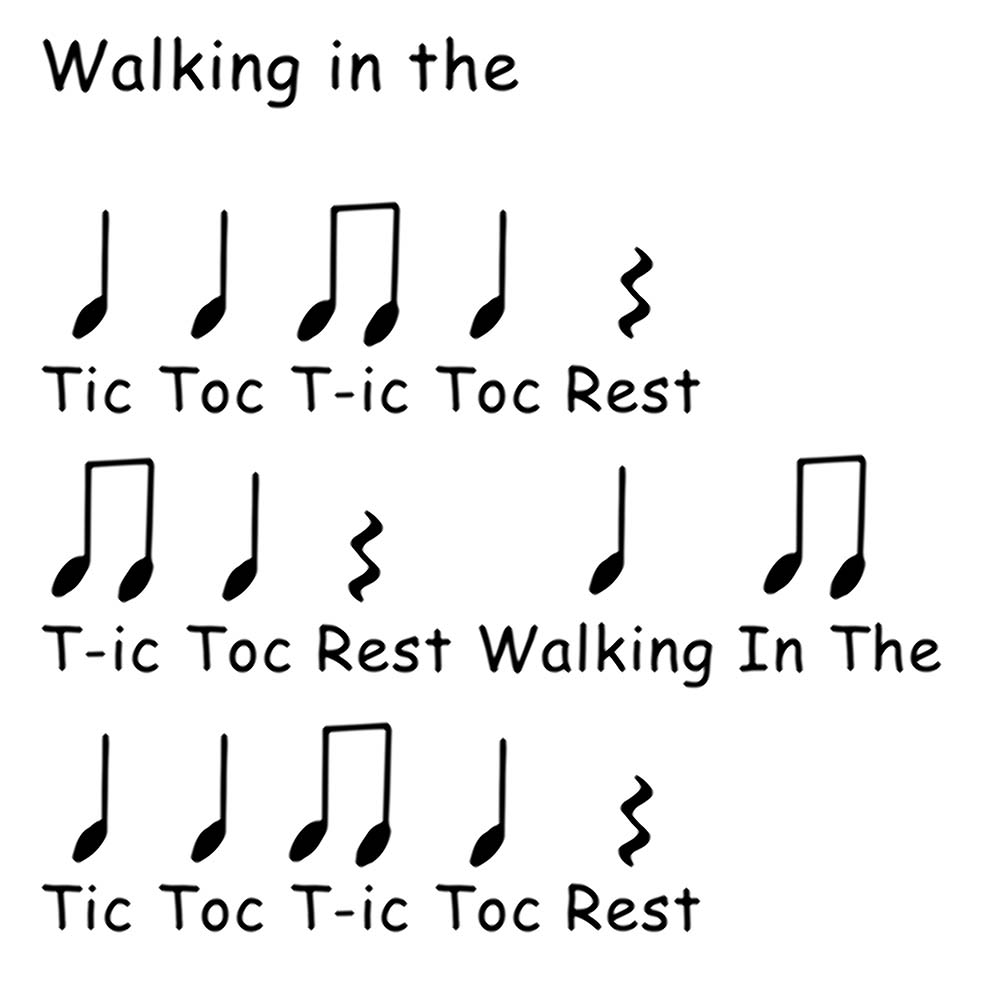 Walking in the
Tic Toc T-ic Toc Rest
T-ic Toc Rest Walking In The
Tic Toc T-ic Toc Rest